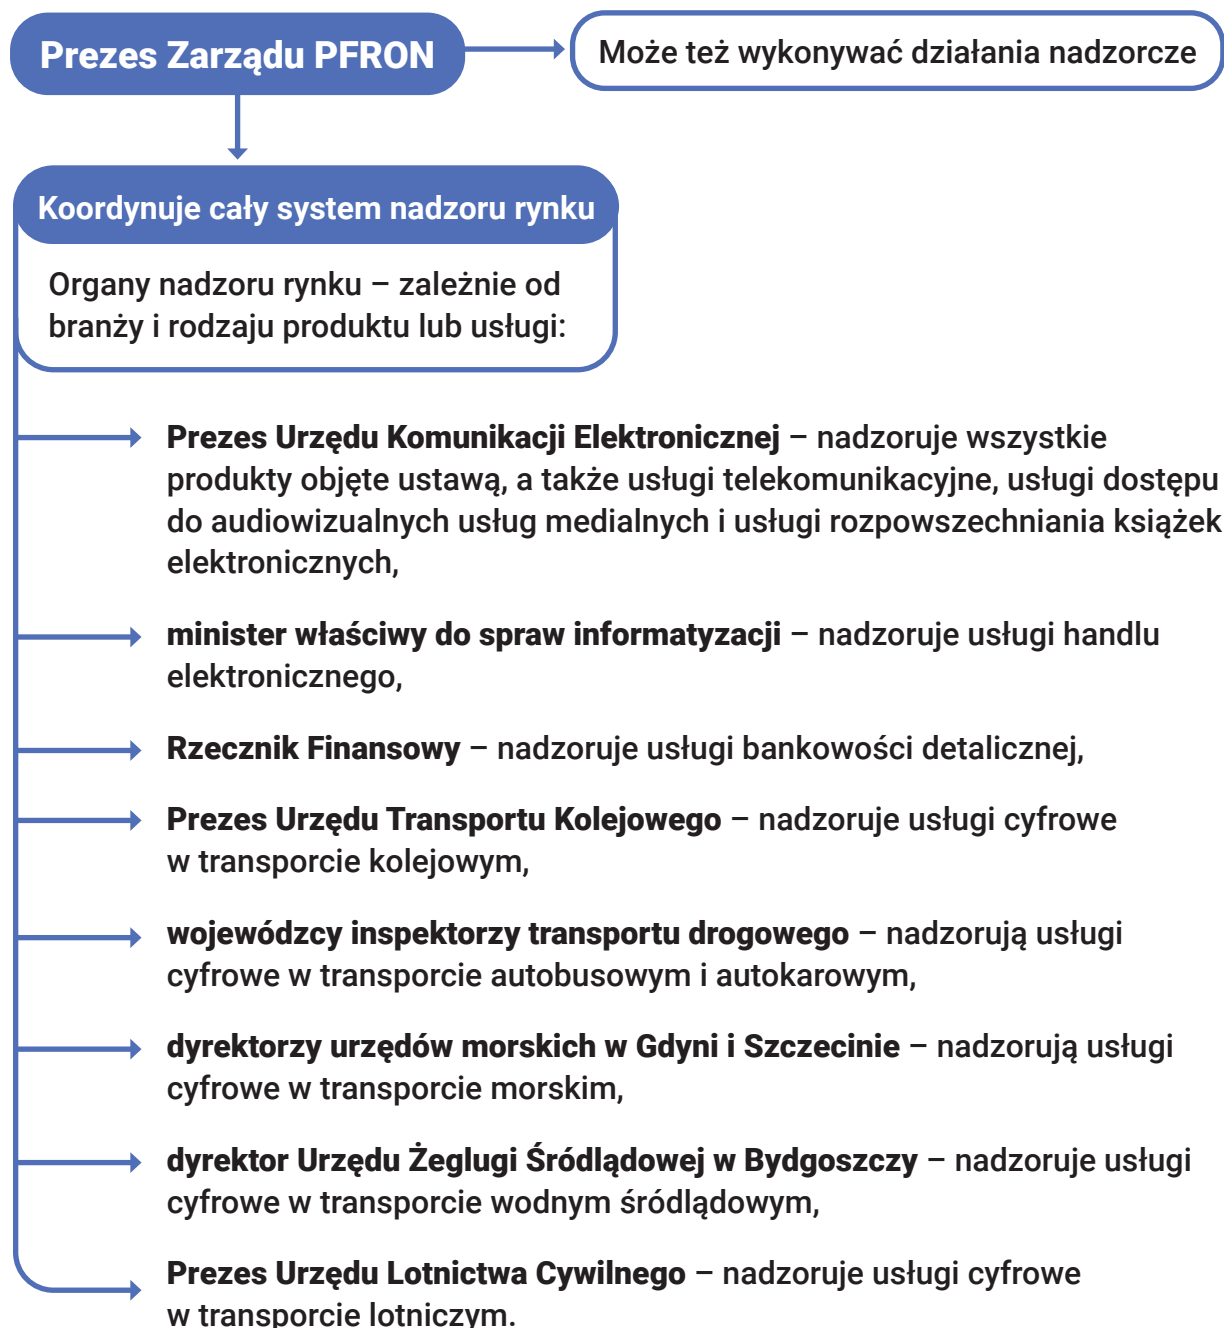 Prezes Zarządu PFRON
Może też wykonywać działania nadzorcze
Koordynuje cały system nadzoru rynku
Organy nadzoru rynku – zależnie od
branży i rodzaju produktu lub usługi:
Prezes Urzędu Komunikacji Elektronicznej – nadzoruje wszystkie
produkty objęte ustawą, a także usługi telekomunikacyjne, usługi dostępu
do audiowizualnych usług medialnych i usługi rozpowszechniania książek
elektronicznych,
minister właściwy do spraw informatyzacji – nadzoruje usługi handlu
elektronicznego,
Rzecznik Finansowy – nadzoruje usługi bankowości detalicznej,
Prezes Urzędu Transportu Kolejowego – nadzoruje usługi cyfrowe
w transporcie kolejowym,
wojewódzcy inspektorzy transportu drogowego – nadzorują usługi
cyfrowe w transporcie autobusowym i autokarowym,
dyrektorzy urzędów morskich w Gdyni i Szczecinie – nadzorują usługi
cyfrowe w transporcie morskim,
dyrektor Urzędu Żeglugi Śródlądowej w Bydgoszczy – nadzoruje usługi
cyfrowe w transporcie wodnym śródlądowym,
Prezes Urzędu Lotnictwa Cywilnego – nadzoruje usługi cyfrowe
w transporcie lotniczym.